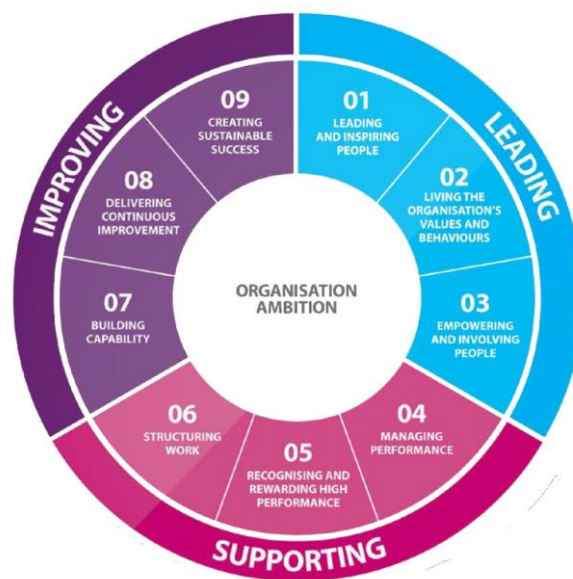 IMPROVING
LEADING
SUPPORTING
ORGANISATION
AMBITION
01
LEADING
AND INSPIRING
PEOPLE
02
LIVING THE
ORGANISATION'S
VALUES AND
BEHAVIOURS
03
EMPOWERING
AND INVOLVING
PEOPLE
04
MANAGING
PERFORMANCE
05
RECOGNISING AND
REWARDING HIGH
PERFORMANCE
06
STRUCTURING
WORK
07
BUILDING
CAPABILITY
08
DELIVERING
CONTINUOUS
IMPROVEMENT
09
CREATING
SUSTAINABLE
SUCCESS